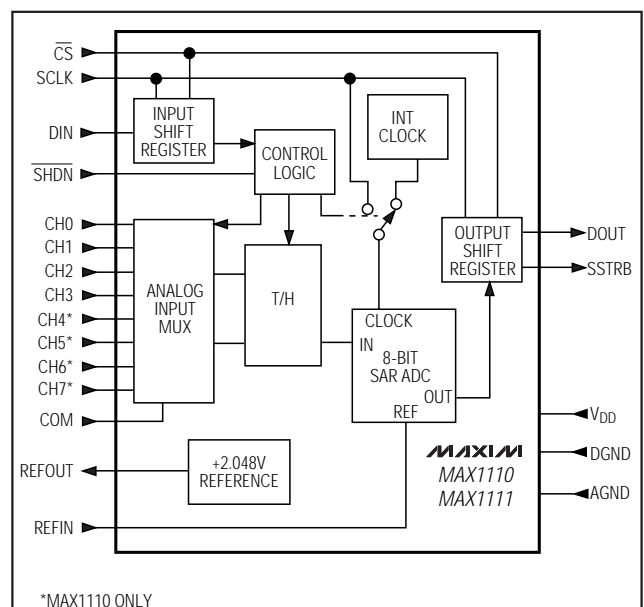 C̅S̅
SCLK
DIN
S̅H̅D̅N̅
CH0
CH1
CH2
CH3
CH4*
CH5*
CH6*
CH7*
COM
REFOUT
REFIN
INPUT
SHIFT
REGISTER
CONTROL
LOGIC
INT
CLOCK
ANALOG
INPUT
MUX
T/H
CLOCK
IN
8-BIT
SAR ADC
OUT
REF
OUTPUT
SHIFT
REGISTER
+2.048V
REFERENCE
MAXIM
MAX1110
MAX1111
DOUT
SSTRB
VDD
DGND
AGND
*MAX1110 ONLY